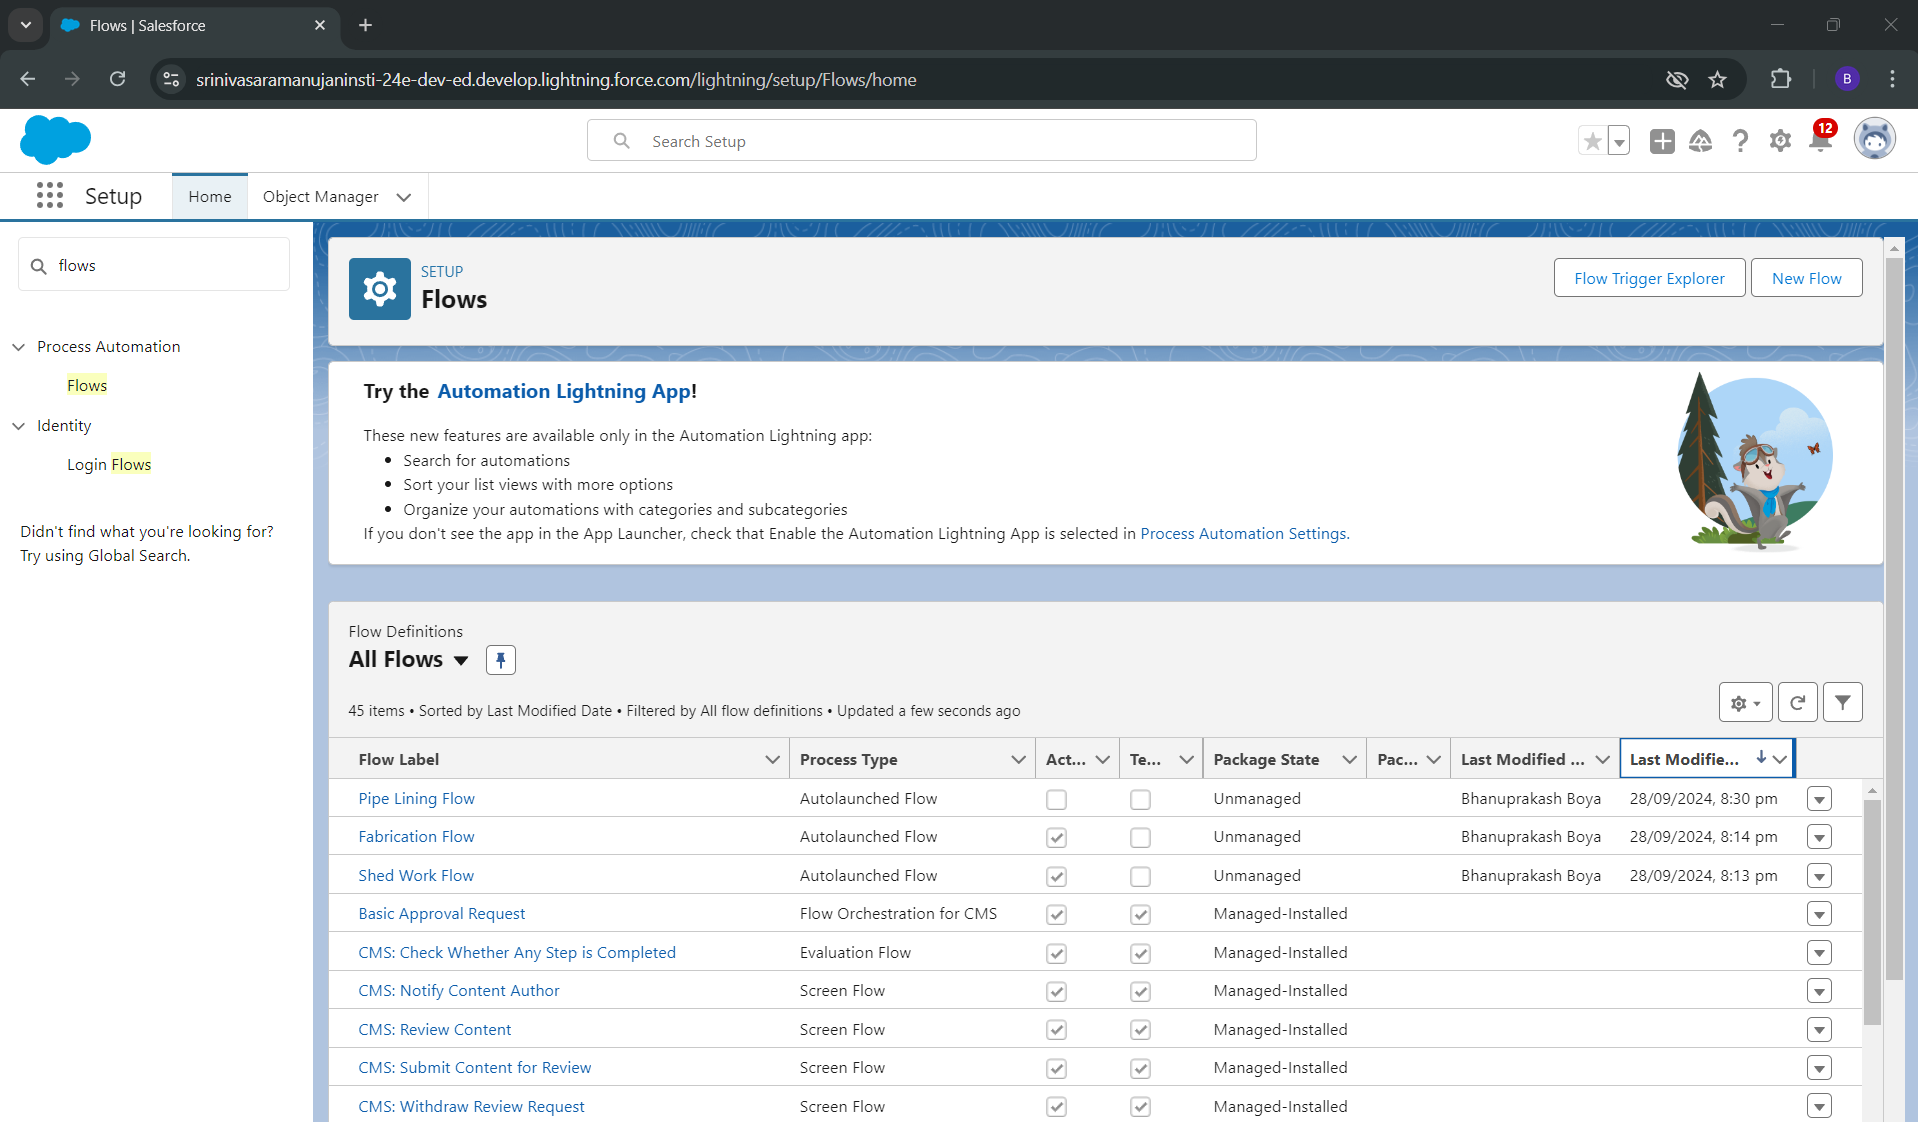 Flows | Salesforce
srinivasaramanujaninsti-24e-dev-ed.develop.lightning.force.com/lightning/setup/Flows/home
B
Search Setup
12
Setup
Home
Object Manager
flows
Process Automation
Flows
Identity
Login Flows
Didn't find what you're looking for?
Try using Global Search.
SETUP
Flows
Flow Trigger Explorer
New Flow
Try the Automation Lightning App!
These new features are available only in the Automation Lightning app:
• Search for automations
• Sort your list views with more options
• Organize your automations with categories and subcategories
If you don't see the app in the App Launcher, check that Enable the Automation Lightning App is selected in Process Automation Settings.
Flow Definitions
All Flows
45 items • Sorted by Last Modified Date • Filtered by All flow definitions • Updated a few seconds ago
Flow Label Process Type Act... Te... Package State Pac... Last Modified ... Last Modifie...
Pipe Lining Flow Autolaunched Flow Unmanaged Bhanuprakash Boya 28/09/2024, 8:30 pm
Fabrication Flow Autolaunched Flow Unmanaged Bhanuprakash Boya 28/09/2024, 8:14 pm
Shed Work Flow Autolaunched Flow Unmanaged Bhanuprakash Boya 28/09/2024, 8:13 pm
Basic Approval Request Flow Orchestration for CMS Managed-Installed
CMS: Check Whether Any Step is Completed Evaluation Flow Managed-Installed
CMS: Notify Content Author Screen Flow Managed-Installed
CMS: Review Content Screen Flow Managed-Installed
CMS: Submit Content for Review Screen Flow Managed-Installed
CMS: Withdraw Review Request Screen Flow Managed-Installed